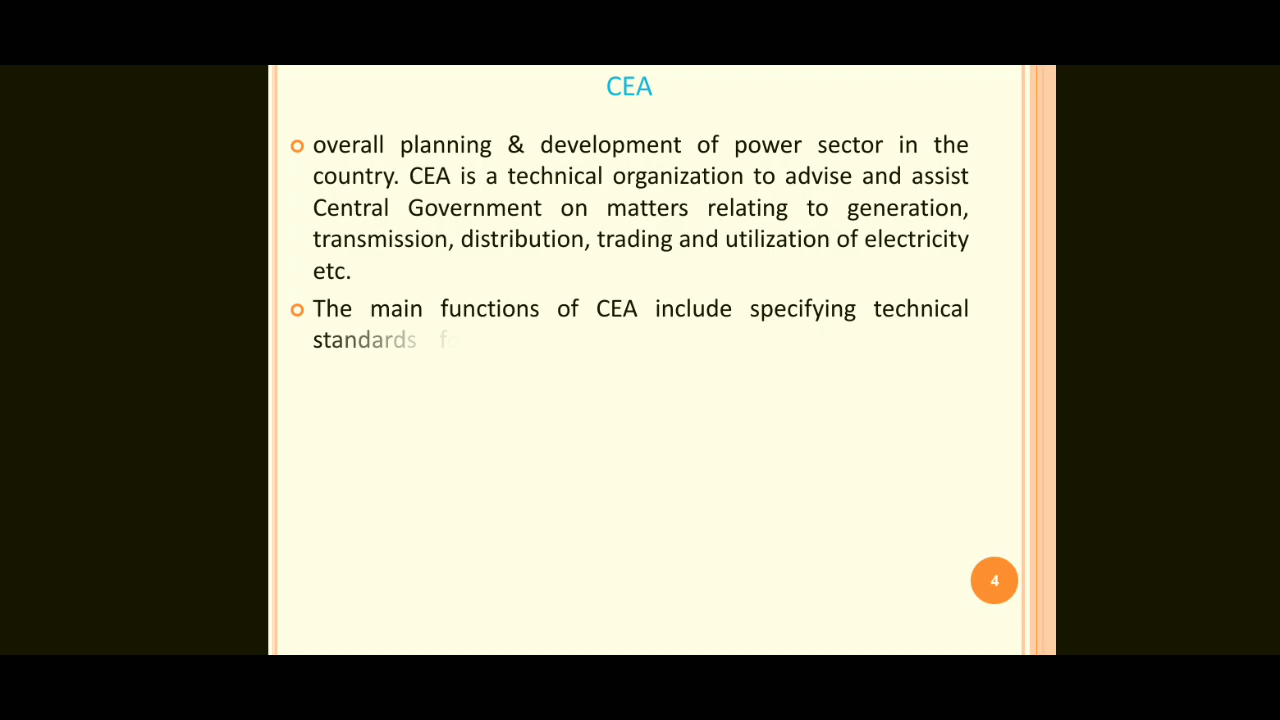 CEA
overall planning & development of power sector in the
country. CEA is a technical organization to advise and assist
Central Government on matters relating to generation,
transmission, distribution, trading and utilization of electricity
etc.
The main functions of CEA include specifying technical
standards
4